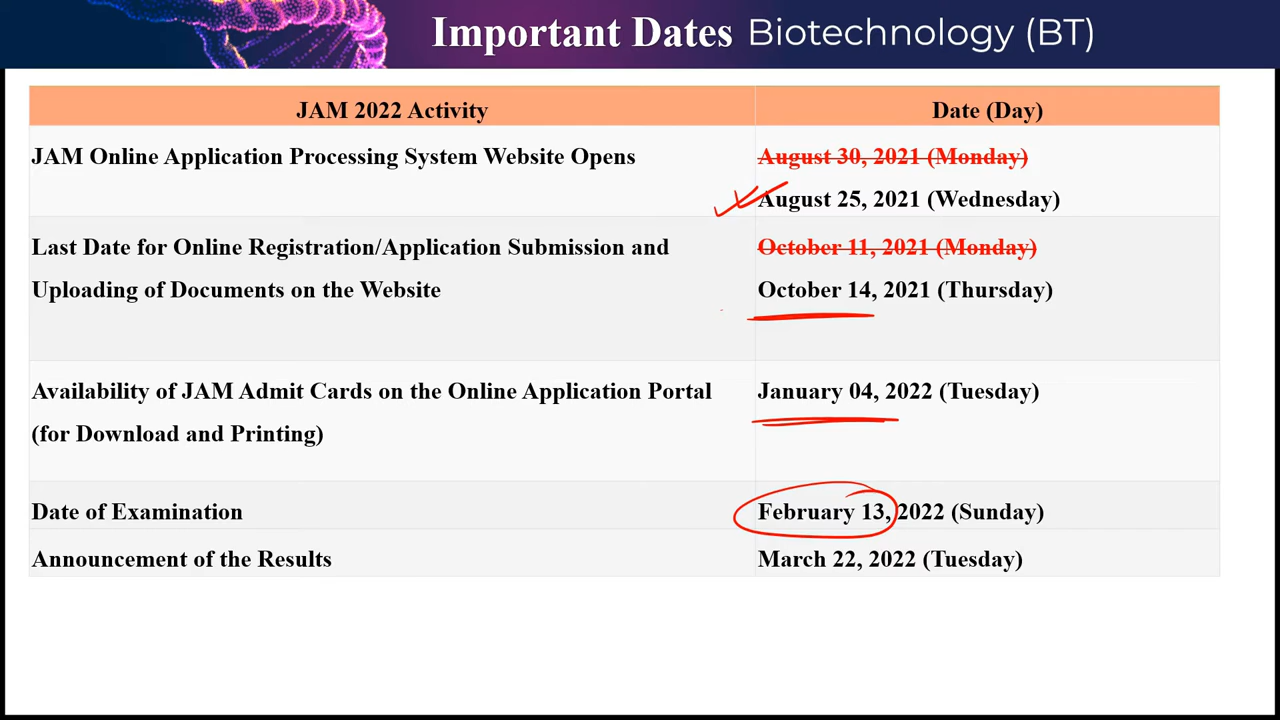 Important Dates Biotechnology (BT)
JAM 2022 Activity Date (Day)
JAM Online Application Processing System Website Opens August 30, 2021 (Monday)
August 25, 2021 (Wednesday)
Last Date for Online Registration/Application Submission and October 11, 2021 (Monday)
Uploading of Documents on the Website October 14, 2021 (Thursday)
Availability of JAM Admit Cards on the Online Application Portal January 04, 2022 (Tuesday)
(for Download and Printing)
Date of Examination February 13, 2022 (Sunday)
Announcement of the Results March 22, 2022 (Tuesday)